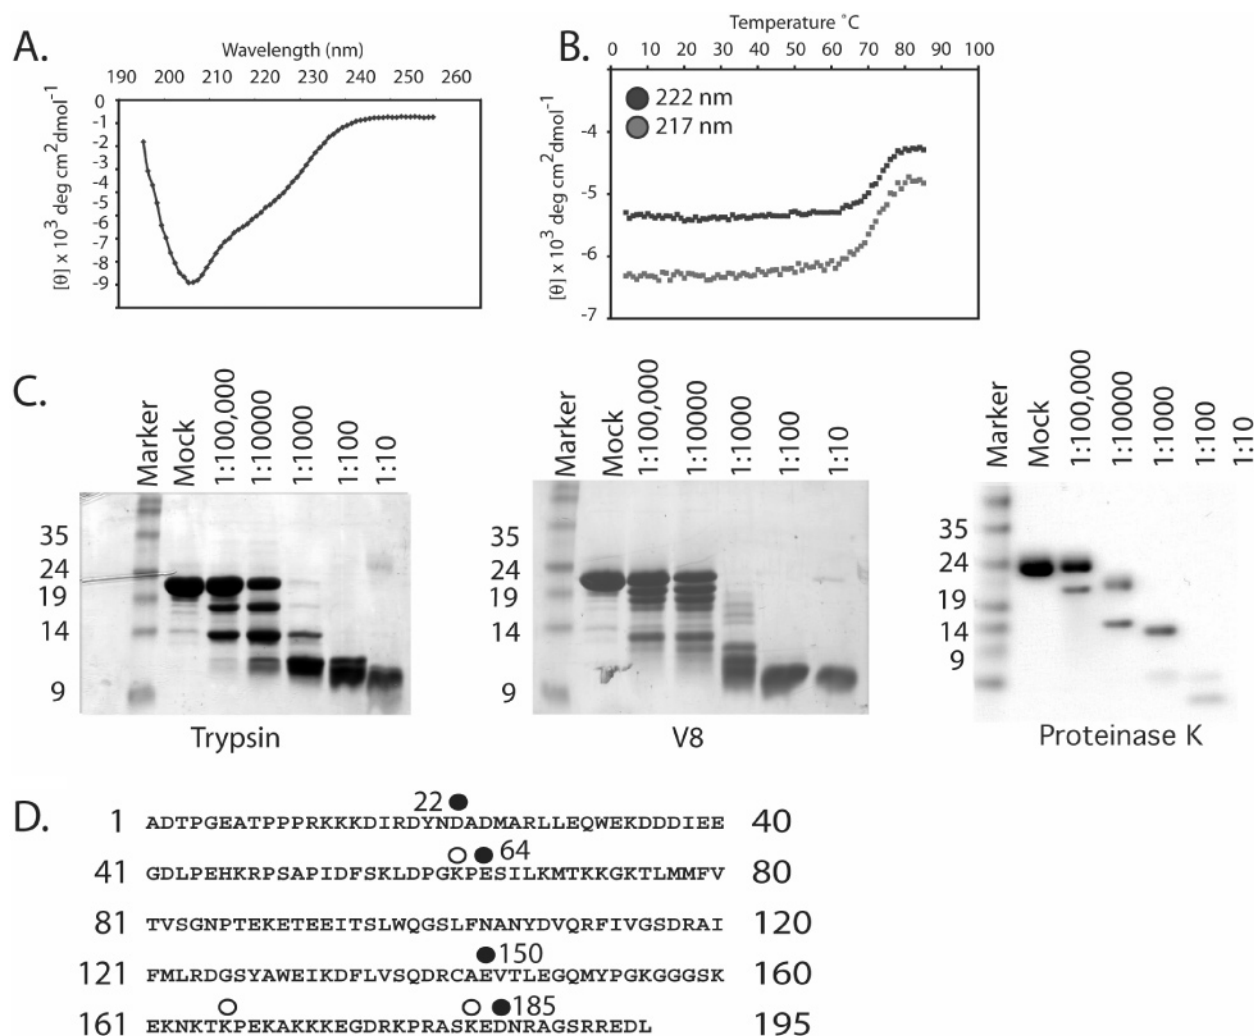 A.
Wavelength (nm)
190 200 210 220 230 240 250 260
[θ] x 10³ deg cm²dmol⁻¹
0
-1
-2
-3
-4
-5
-6
-7
-8
-9
B.
Temperature ˚C
0 10 20 30 40 50 60 70 80 90 100
[θ] x 10³ deg cm²dmol⁻¹
222 nm
217 nm
-4
-5
-6
-7
C.
Marker
Mock
1:100,000
1:10000
1:1000
1:100
1:10
35
24
19
14
9
Trypsin
Marker
Mock
1:100,000
1:10000
1:1000
1:100
1:10
35
24
19
14
9
V8
Marker
Mock
1:100,000
1:10000
1:1000
1:100
1:10
35
24
19
14
9
Proteinase K
D.
22
1 ADTPGEATPPPRKKKDIRDYNDADMARLLEQWEKDDDIEE 40
64
41 GDLPEHKRPSAPIDFSKLDPGKPESILKMTKKGKTLMMFV 80
81 TVSGNPTEKETEEITSLWQGSLFNANYDVQRFIVGSDRAI 120
150
121 FMLRDGSYAWEIKDFLVSQDRCAEVTLEGQMYPGKGGGSK 160
185
161 EKNKTKPEKAKKKEGDRKPRASKEDNRAGSRREDL 195